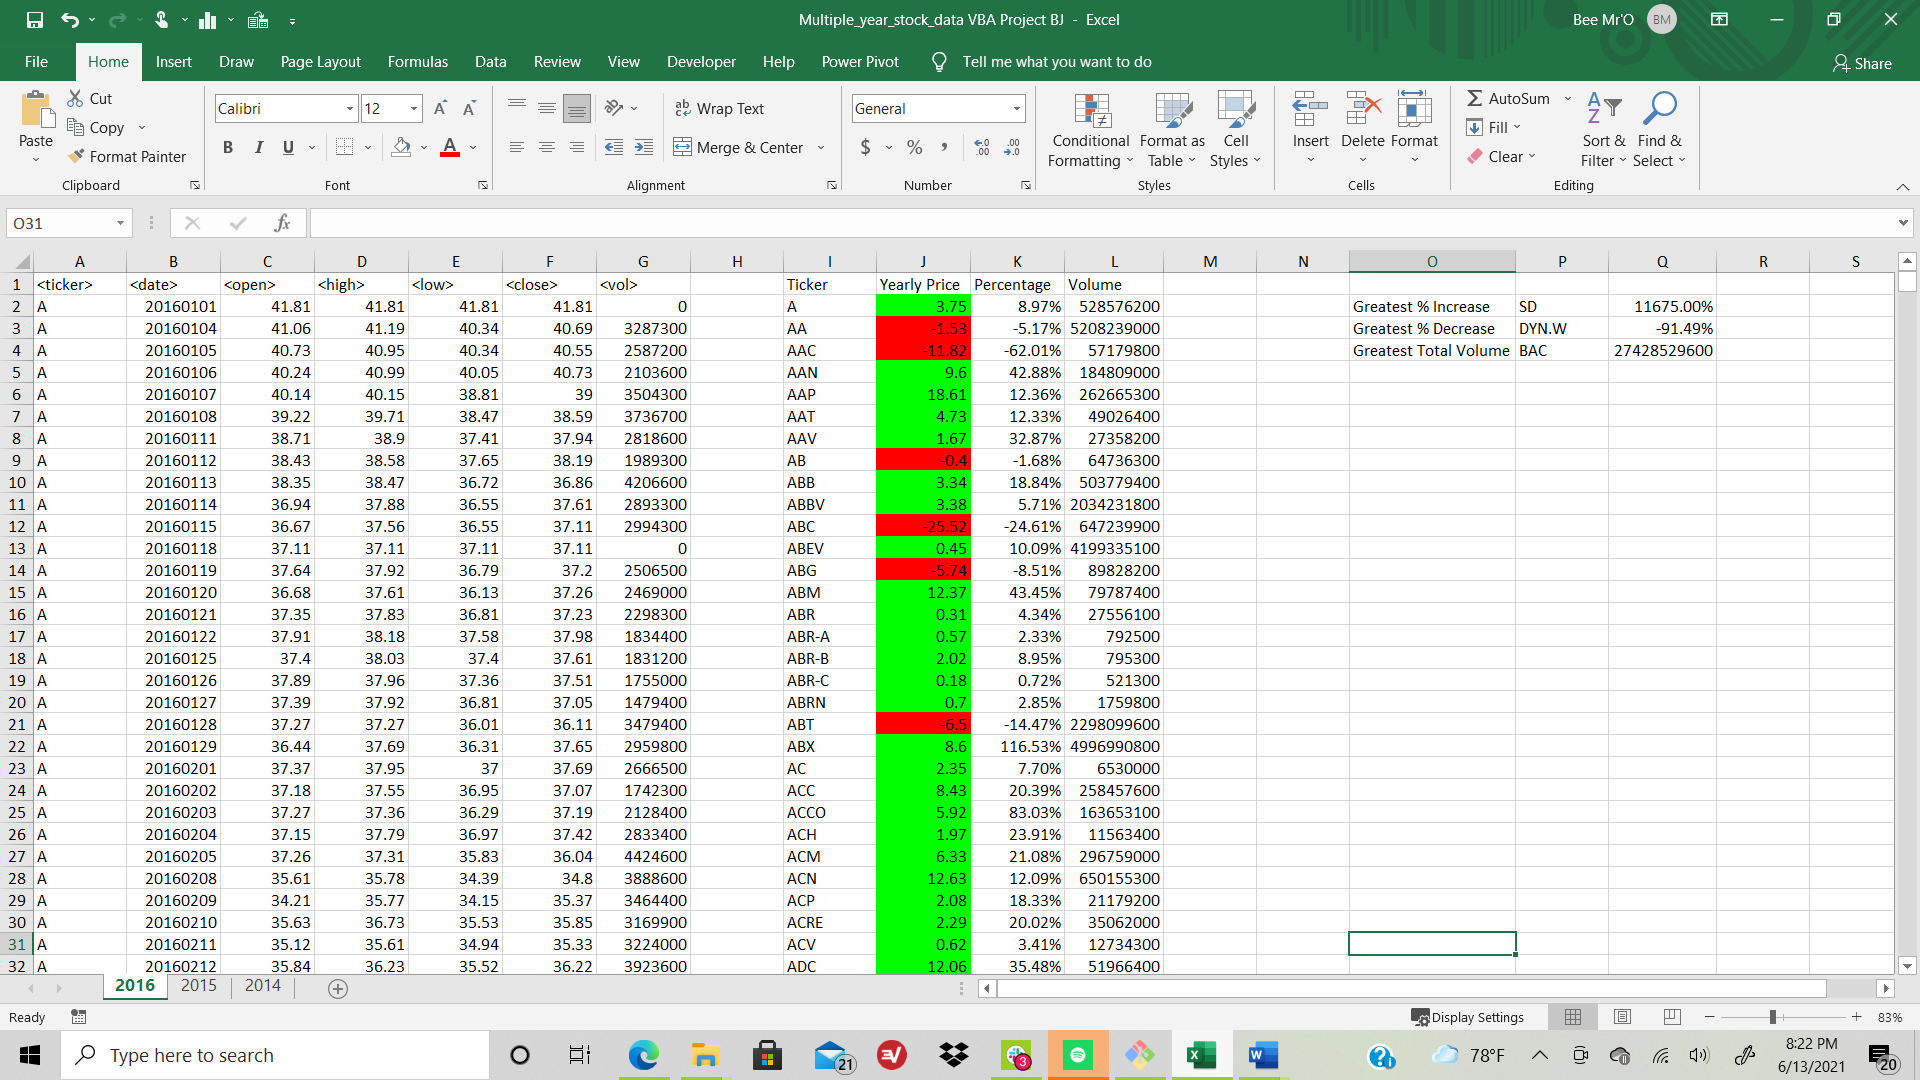 Multiple_year_stock_data VBA Project BJ - Excel
Bee Mr'O BM
File Home Insert Draw Page Layout Formulas Data Review View Developer Help Power Pivot Tell me what you want to do Share
Cut
Copy
Format Painter
Paste
Clipboard
Calibri 12 A A
B I U A
Font
ab Wrap Text
Merge & Center
Alignment
General
$ % , .00
Number
Conditional Formatting
Format as Table
Cell Styles
Styles
Insert Delete Format
Cells
AutoSum
Fill
Clear
Sort & Filter
Find & Select
Editing
O31 fx
A B C D E F G H I J K L M N O P Q R S
1 <ticker> <date> <open> <high> <low> <close> <vol> Ticker Yearly Price Percentage Volume
2 A 20160101 41.81 41.81 41.81 41.81 0 A 3.75 8.97% 528576200 Greatest % Increase SD 11675.00%
3 A 20160104 41.06 41.19 40.34 40.69 3287300 AA -1.53 -5.17% 5208239000 Greatest % Decrease DYN.W -91.49%
4 A 20160105 40.73 40.95 40.34 40.55 2587200 AAC -11.82 -62.01% 57179800 Greatest Total Volume BAC 27428529600
5 A 20160106 40.24 40.99 40.05 40.73 2103600 AAN 9.6 42.88% 184809000
6 A 20160107 40.14 40.15 38.81 39 3504300 AAP 18.61 12.36% 262665300
7 A 20160108 39.22 39.71 38.47 38.59 3736700 AAT 4.73 12.33% 49026400
8 A 20160111 38.71 38.9 37.41 37.94 2818600 AAV 1.67 32.87% 27358200
9 A 20160112 38.43 38.58 37.65 38.19 1989300 AB -0.4 -1.68% 64736300
10 A 20160113 38.35 38.47 36.72 36.86 4206600 ABB 3.34 18.84% 503779400
11 A 20160114 36.94 37.88 36.55 37.61 2893300 ABBV 3.38 5.71% 2034231800
12 A 20160115 36.67 37.56 36.55 37.11 2994300 ABC -25.52 -24.61% 647239900
13 A 20160118 37.11 37.11 37.11 37.11 0 ABEV 0.45 10.09% 4199335100
14 A 20160119 37.64 37.92 36.79 37.2 2506500 ABG -5.74 -8.51% 89828200
15 A 20160120 36.68 37.61 36.13 37.26 2469000 ABM 12.37 43.45% 79787400
16 A 20160121 37.35 37.83 36.81 37.23 2298300 ABR 0.31 4.34% 27556100
17 A 20160122 37.91 38.18 37.58 37.98 1834400 ABR-A 0.57 2.33% 792500
18 A 20160125 37.4 38.03 37.4 37.61 1831200 ABR-B 2.02 8.95% 795300
19 A 20160126 37.89 37.96 37.36 37.51 1755000 ABR-C 0.18 0.72% 521300
20 A 20160127 37.39 37.92 36.81 37.05 1479400 ABRN 0.7 2.85% 1759800
21 A 20160128 37.27 37.27 36.01 36.11 3479400 ABT -6.5 -14.47% 2298099600
22 A 20160129 36.44 37.69 36.31 37.65 2959800 ABX 8.6 116.53% 4996990800
23 A 20160201 37.37 37.95 37 37.69 2666500 AC 2.35 7.70% 6530000
24 A 20160202 37.18 37.55 36.95 37.07 1742300 ACC 8.43 20.39% 258457600
25 A 20160203 37.27 37.36 36.29 37.19 2128400 ACCO 5.92 83.03% 163653100
26 A 20160204 37.15 37.79 36.97 37.42 2833400 ACH 1.97 23.91% 11563400
27 A 20160205 37.26 37.31 35.83 36.04 4424600 ACM 6.33 21.08% 296759000
28 A 20160208 35.61 35.78 34.39 34.8 3888600 ACN 12.63 12.09% 650155300
29 A 20160209 34.21 35.77 34.15 35.37 3464400 ACP 2.08 18.33% 21179200
30 A 20160210 35.63 36.73 35.53 35.85 3169900 ACRE 2.29 20.02% 35062000
31 A 20160211 35.12 35.61 34.94 35.33 3224000 ACV 0.62 3.41% 12734300
32 A 20160212 35.84 36.23 35.52 36.22 3923600 ADC 12.06 35.48% 51966400
2016 2015 2014
Ready Display Settings 83%
Type here to search 21 3 78°F 8:22 PM
6/13/2021 20